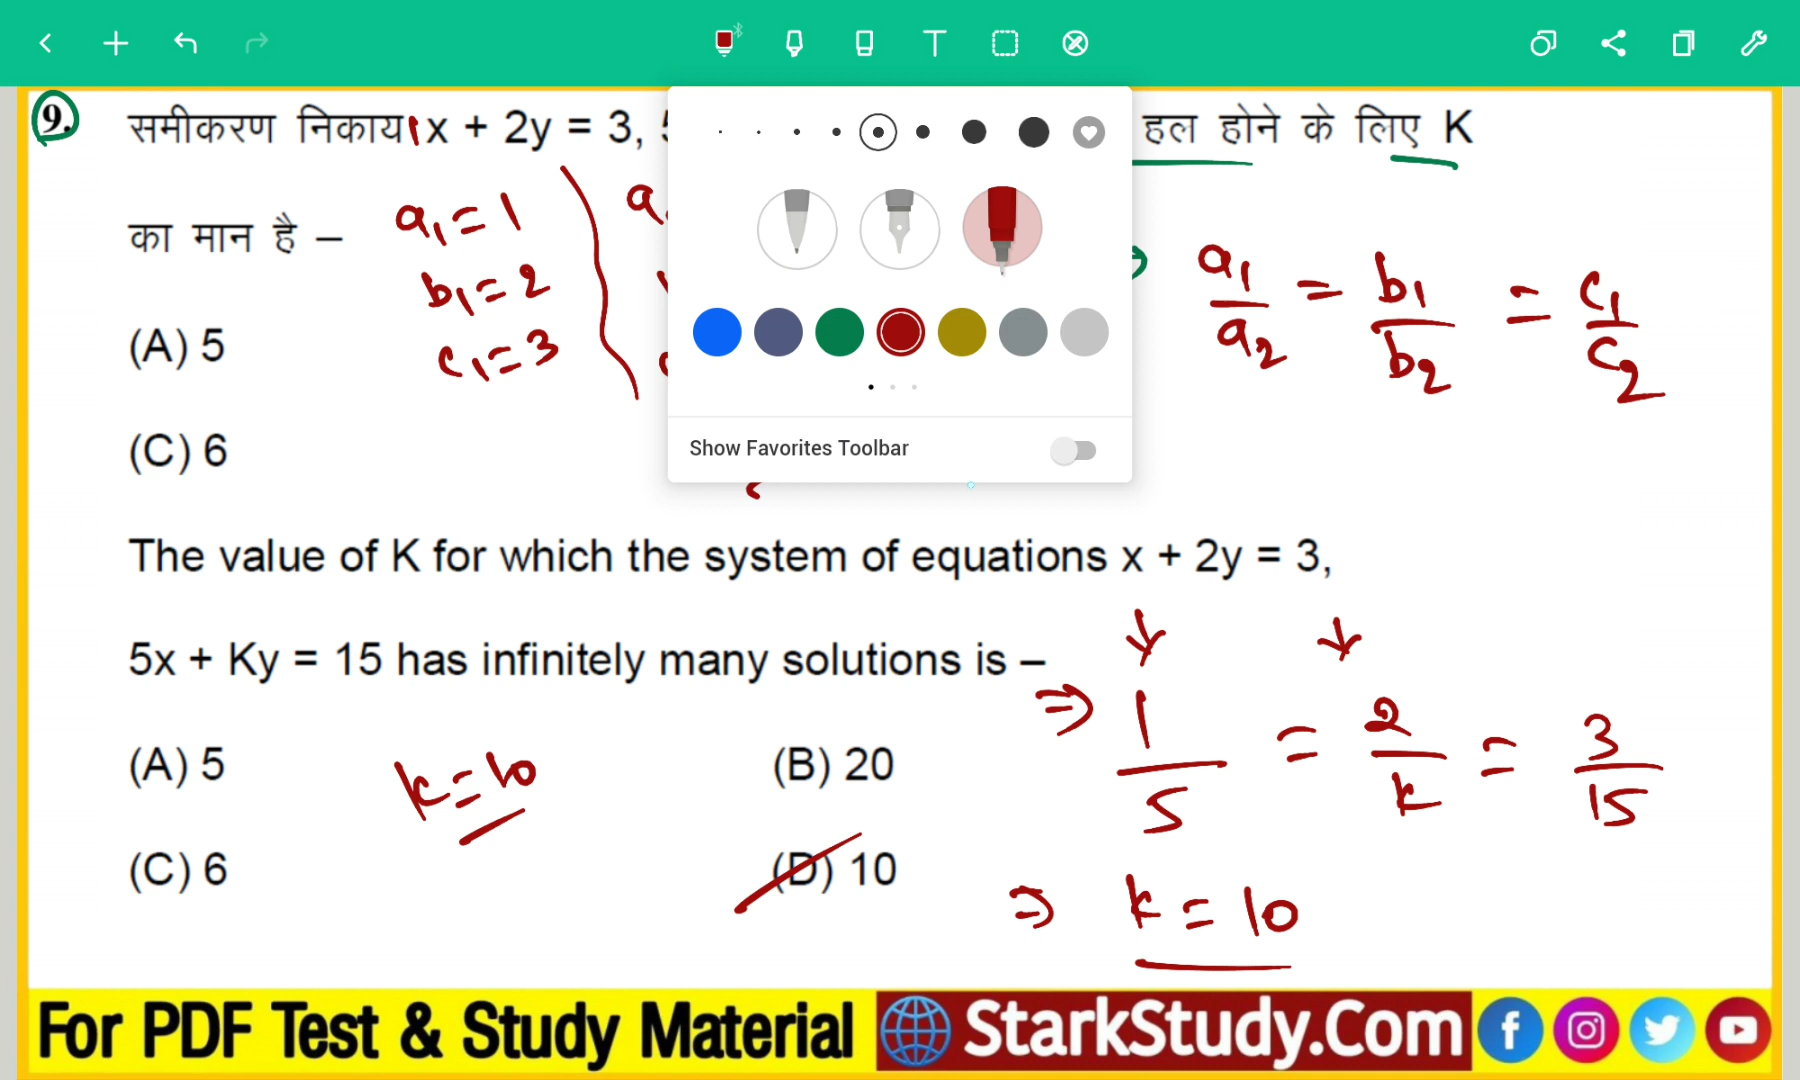 9. समीकरण निकाय x + 2y = 3, हल होने के लिए K
का मान है –
a₁ = 1
b₁ = 2
c₁ = 3
a₁/a₂ = b₁/b₂ = c₁/c₂
(A) 5
(C) 6
Show Favorites Toolbar
The value of K for which the system of equations x + 2y = 3,
5x + Ky = 15 has infinitely many solutions is –
⇒ 1/5 = 2/k = 3/15
(A) 5
k = 10
(B) 20
(C) 6
(D) 10
⇒ k = 10
For PDF Test & Study Material StarkStudy.Com